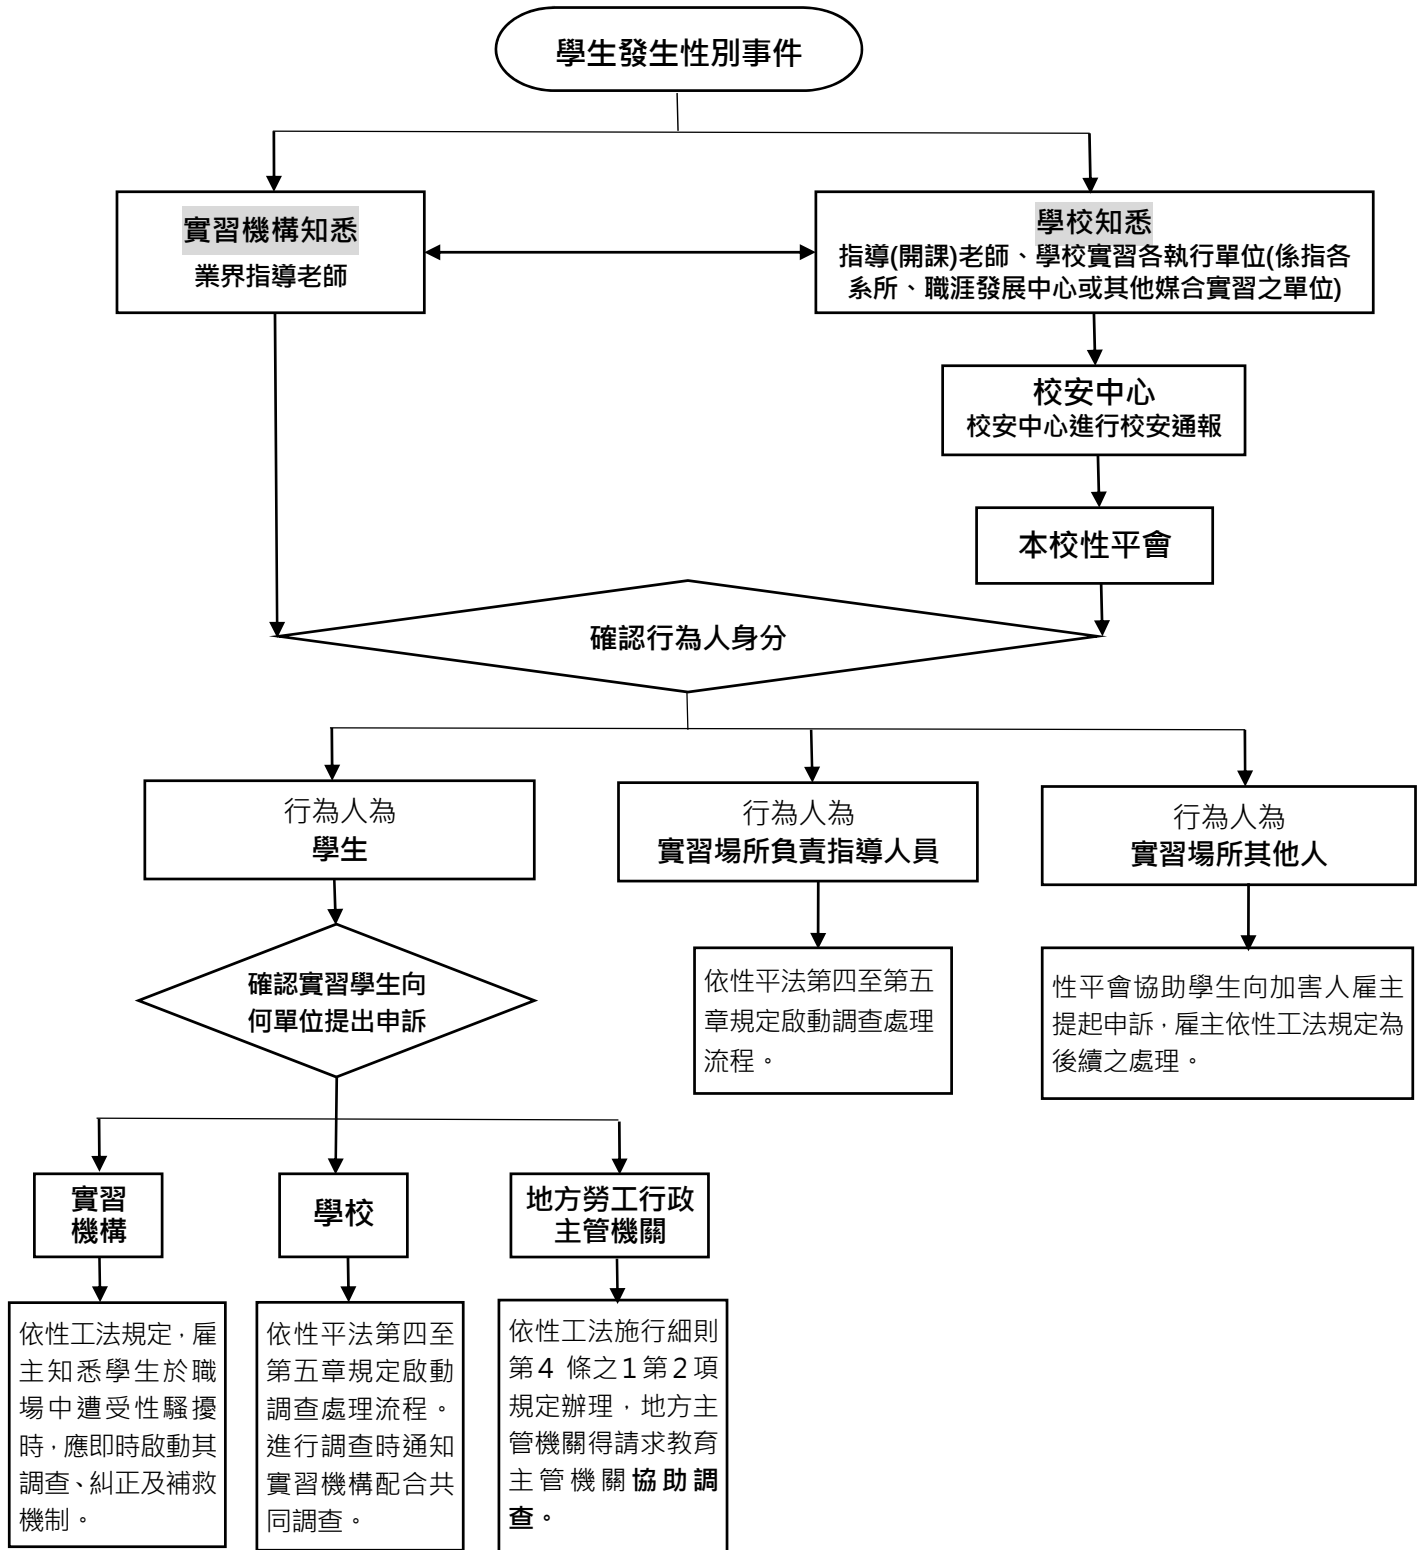 學生發生性別事件
實習機構知悉
業界指導老師
學校知悉
指導(開課)老師、學校實習各執行單位(係指各
系所、職涯發展中心或其他媒合實習之單位)
校安中心
校安中心進行校安通報
本校性平會
確認行為人身分
行為人為
學生
行為人為
實習場所負責指導人員
行為人為
實習場所其他人
確認實習學生向
何單位提出申訴
依性平法第四至第五
章規定啟動調查處理
流程。
性平會協助學生向加害人雇主
提起申訴，雇主依性工法規定為
後續之處理。
實習
機構
學校
地方勞工行政
主管機關
依性工法規定，雇
主知悉學生於職
場中遭受性騷擾
時，應即時啟動其
調查、糾正及補救
機制。
依性平法第四至
第五章規定啟動
調查處理流程。
進行調查時通知
實習機構配合共
同調查。
依性工法施行細則
第4 條之1第2項
規定辦理，地方主
管機關得請求教育
主管機關協助調
查。